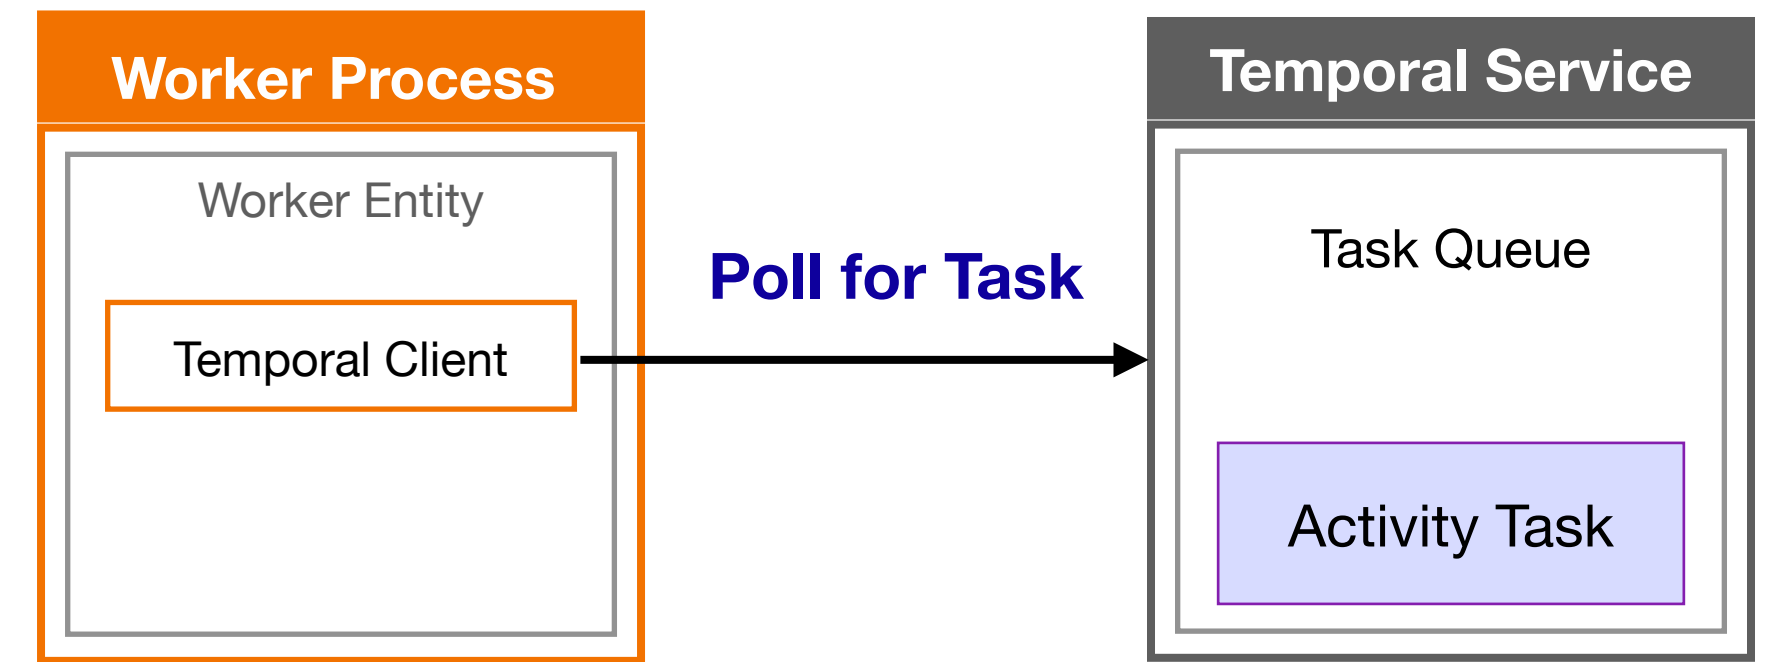 Worker Process
Worker Entity
Temporal Client
Poll for Task
Temporal Service
Task Queue
Activity Task